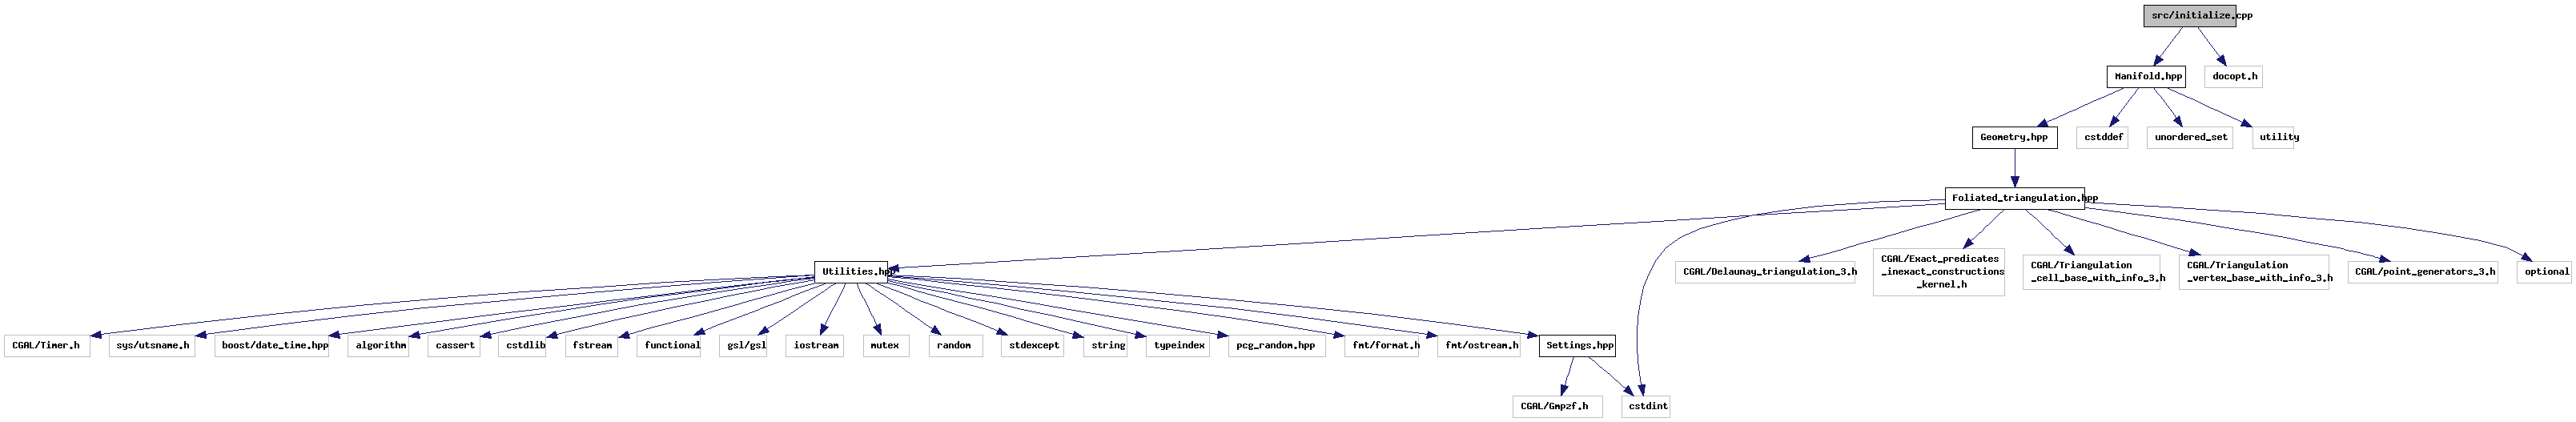 src/initialize.cpp
Manifold.hpp
docopt.h
Geometry.hpp
cstddef
unordered_set
utility
Foliated_triangulation.hpp
Utilities.hpp
CGAL/Delaunay_triangulation_3.h
CGAL/Exact_predicates
_inexact_constructions
_kernel.h
CGAL/Triangulation
_cell_base_with_info_3.h
CGAL/Triangulation
_vertex_base_with_info_3.h
CGAL/point_generators_3.h
optional
CGAL/Timer.h
sys/utsname.h
boost/date_time.hpp
algorithm
cassert
cstdlib
fstream
functional
gsl/gsl
iostream
mutex
random
stdexcept
string
typeindex
pcg_random.hpp
fmt/format.h
fmt/ostream.h
Settings.hpp
CGAL/Gmpzf.h
cstdint